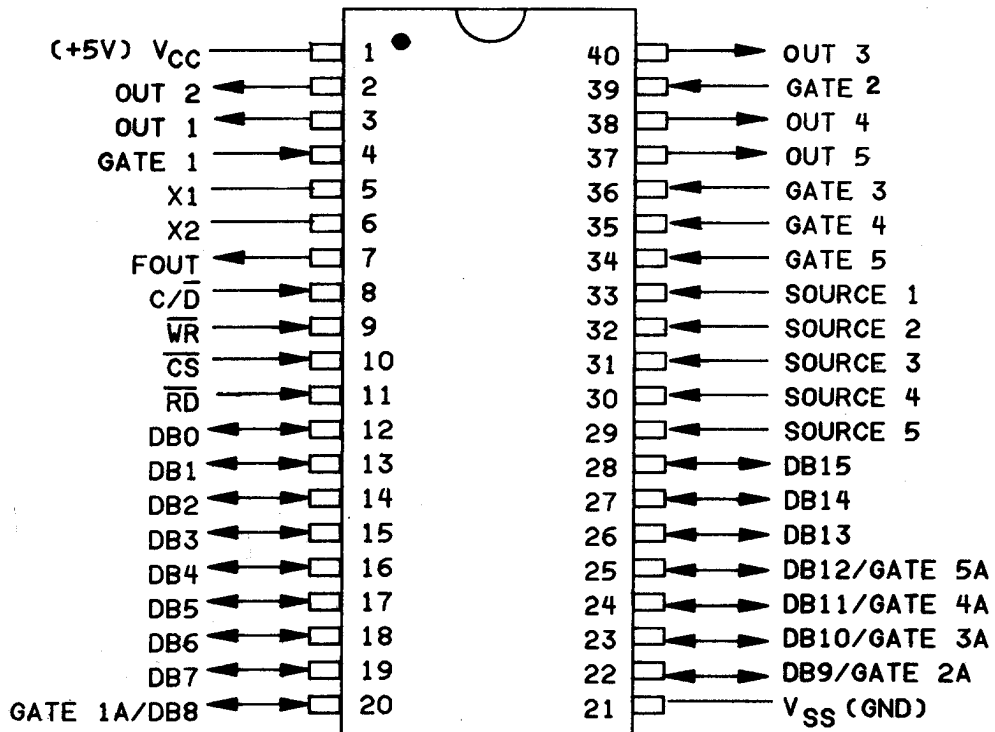 (+5V) VCC 1 40 OUT 3
OUT 2 2 39 GATE 2
OUT 1 3 38 OUT 4
GATE 1 4 37 OUT 5
X1 5 36 GATE 3
X2 6 35 GATE 4
FOUT 7 34 GATE 5
C/D̅ 8 33 SOURCE 1
W̅R̅ 9 32 SOURCE 2
C̅S̅ 10 31 SOURCE 3
R̅D̅ 11 30 SOURCE 4
DB0 12 29 SOURCE 5
DB1 13 28 DB15
DB2 14 27 DB14
DB3 15 26 DB13
DB4 16 25 DB12/GATE 5A
DB5 17 24 DB11/GATE 4A
DB6 18 23 DB10/GATE 3A
DB7 19 22 DB9/GATE 2A
GATE 1A/DB8 20 21 VSS (GND)